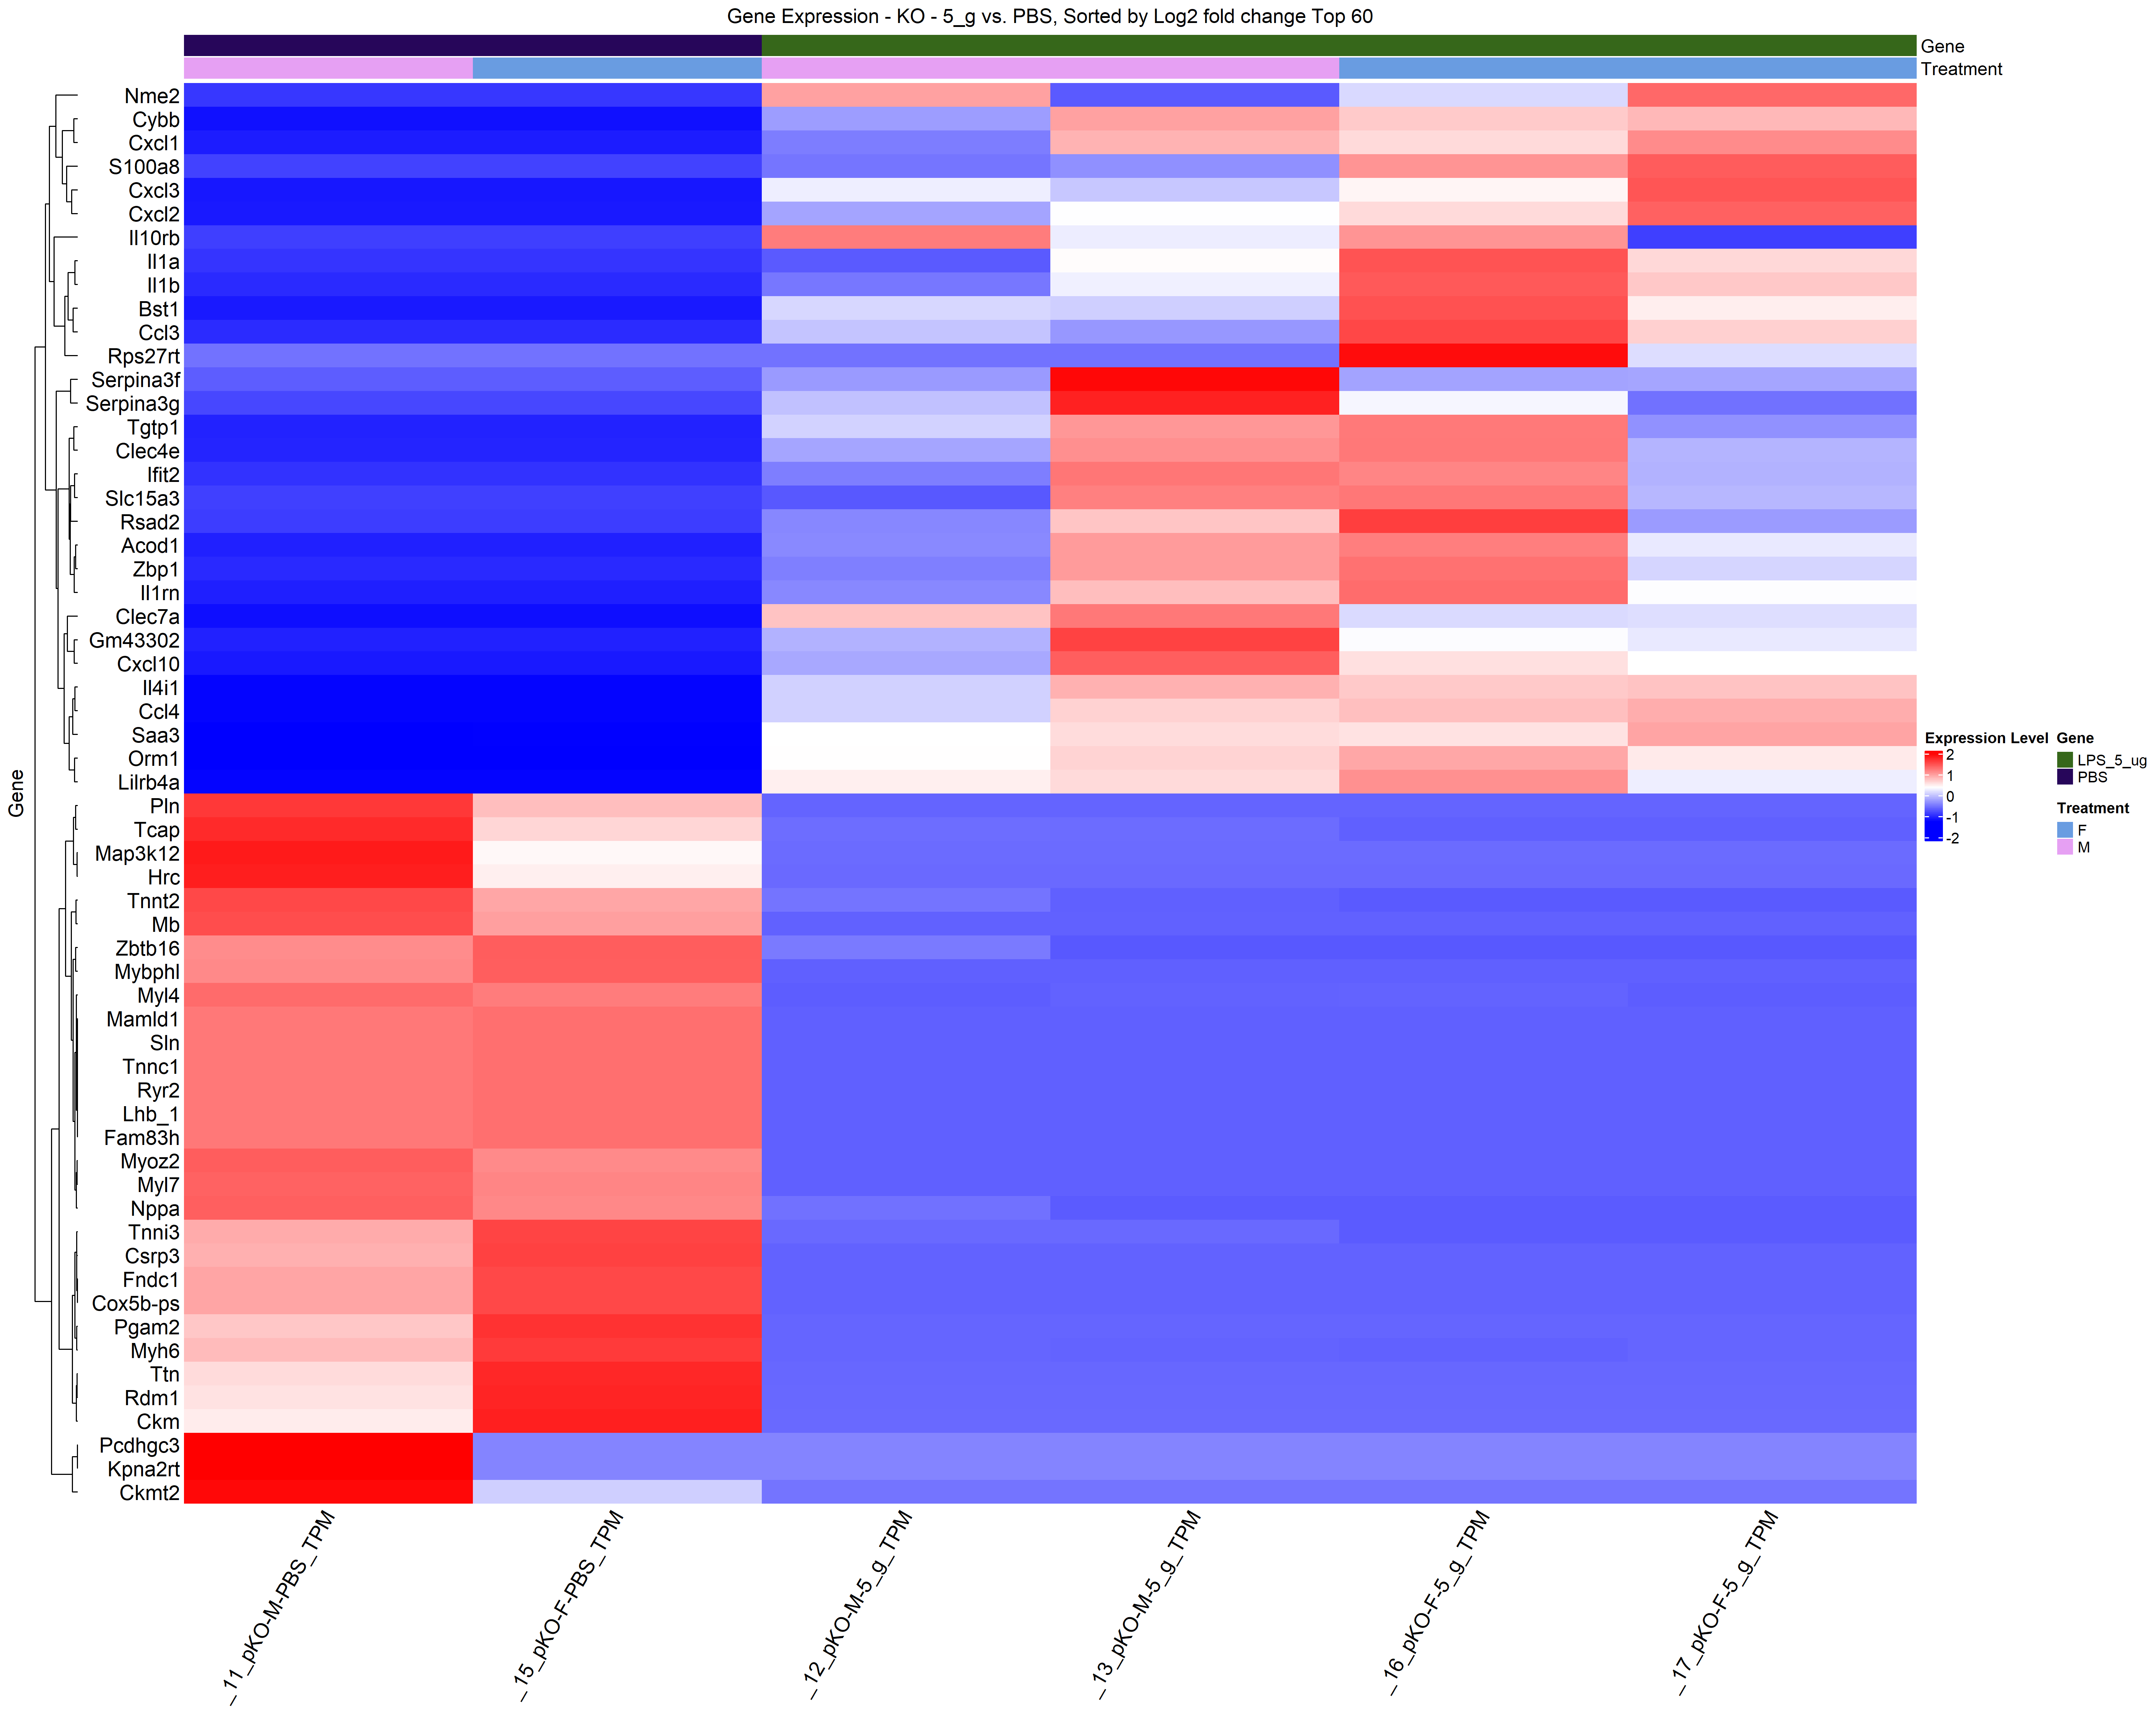 Gene Expression - KO - 5_g vs. PBS, Sorted by Log2 fold change Top 60
Gene
Treatment
Nme2
Cybb
Cxcl1
S100a8
Cxcl3
Cxcl2
Il10rb
Il1a
Il1b
Bst1
Ccl3
Rps27rt
Serpina3f
Serpina3g
Tgtp1
Clec4e
Ifit2
Slc15a3
Rsad2
Acod1
Zbp1
Il1rn
Clec7a
Gm43302
Cxcl10
Il4i1
Ccl4
Saa3
Orm1
Lilrb4a
Pln
Tcap
Map3k12
Hrc
Tnnt2
Mb
Zbtb16
Mybphl
Myl4
Mamld1
Sln
Tnnc1
Ryr2
Lhb_1
Fam83h
Myoz2
Myl7
Nppa
Tnni3
Csrp3
Fndc1
Cox5b-ps
Pgam2
Myh6
Ttn
Rdm1
Ckm
Pcdhgc3
Kpna2rt
Ckmt2
Gene
Expression Level
2
1
0
-1
-2
Gene
LPS_5_ug
PBS
Treatment
F
M
_11_pKO-M-PBS_TPM
_15_pKO-F-PBS_TPM
_12_pKO-M-5_g_TPM
_13_pKO-M-5_g_TPM
_16_pKO-F-5_g_TPM
_17_pKO-F-5_g_TPM